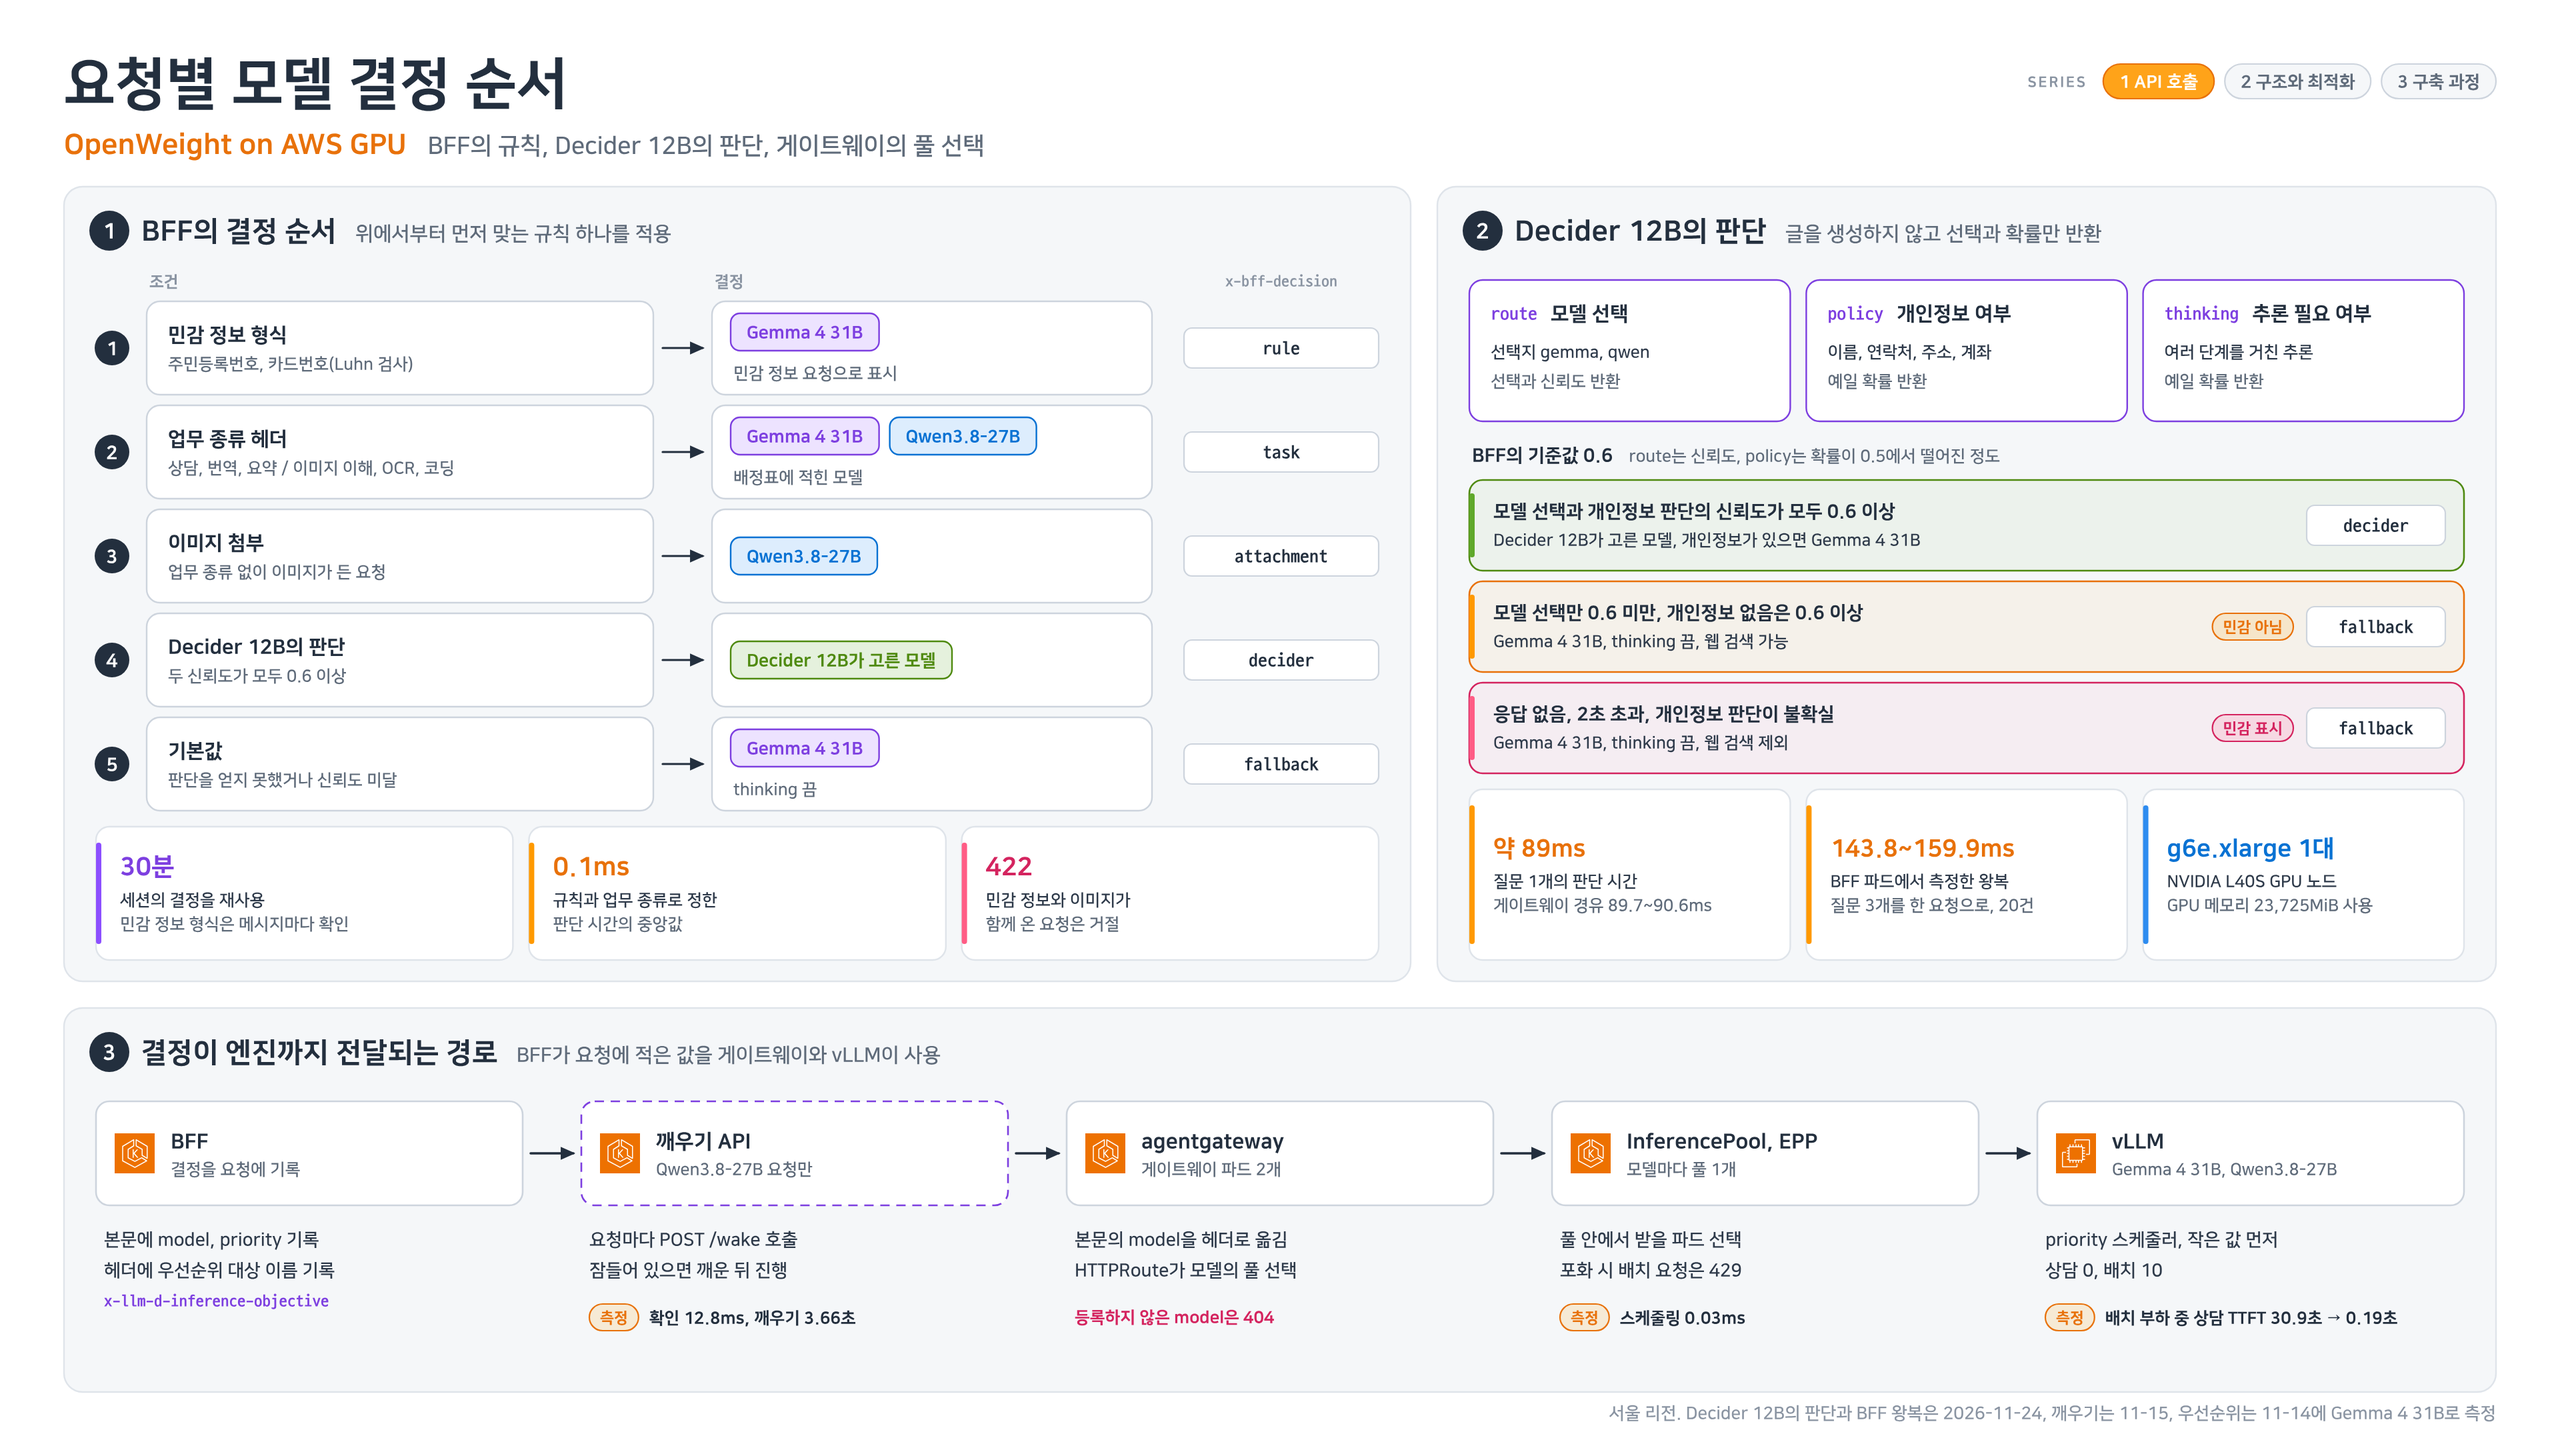 요청별 모델 결정 순서
SERIES
1 API 호출
2 구조와 최적화
3 구축 과정
OpenWeight on AWS GPU BFF의 규칙, Decider 12B의 판단, 게이트웨이의 풀 선택
1 BFF의 결정 순서 위에서부터 먼저 맞는 규칙 하나를 적용
조건
결정
x-bff-decision
1
민감 정보 형식
주민등록번호, 카드번호(Luhn 검사)
Gemma 4 31B
민감 정보 요청으로 표시
rule
2
업무 종류 헤더
상담, 번역, 요약 / 이미지 이해, OCR, 코딩
Gemma 4 31B
Qwen3.8-27B
배정표에 적힌 모델
task
3
이미지 첨부
업무 종류 없이 이미지가 든 요청
Qwen3.8-27B
attachment
4
Decider 12B의 판단
두 신뢰도가 모두 0.6 이상
Decider 12B가 고른 모델
decider
5
기본값
판단을 얻지 못했거나 신뢰도 미달
Gemma 4 31B
thinking 끔
fallback
30분
세션의 결정을 재사용
민감 정보 형식은 메시지마다 확인
0.1ms
규칙과 업무 종류로 정한
판단 시간의 중앙값
422
민감 정보와 이미지가
함께 온 요청은 거절
2 Decider 12B의 판단 글을 생성하지 않고 선택과 확률만 반환
route 모델 선택
선택지 gemma, qwen
선택과 신뢰도 반환
policy 개인정보 여부
이름, 연락처, 주소, 계좌
예일 확률 반환
thinking 추론 필요 여부
여러 단계를 거친 추론
예일 확률 반환
BFF의 기준값 0.6 route는 신뢰도, policy는 확률이 0.5에서 떨어진 정도
모델 선택과 개인정보 판단의 신뢰도가 모두 0.6 이상
Decider 12B가 고른 모델, 개인정보가 있으면 Gemma 4 31B
decider
모델 선택만 0.6 미만, 개인정보 없음은 0.6 이상
Gemma 4 31B, thinking 끔, 웹 검색 가능
민감 아님
fallback
응답 없음, 2초 초과, 개인정보 판단이 불확실
Gemma 4 31B, thinking 끔, 웹 검색 제외
민감 표시
fallback
약 89ms
질문 1개의 판단 시간
게이트웨이 경유 89.7~90.6ms
143.8~159.9ms
BFF 파드에서 측정한 왕복
질문 3개를 한 요청으로, 20건
g6e.xlarge 1대
NVIDIA L40S GPU 노드
GPU 메모리 23,725MiB 사용
3 결정이 엔진까지 전달되는 경로 BFF가 요청에 적은 값을 게이트웨이와 vLLM이 사용
BFF
결정을 요청에 기록
본문에 model, priority 기록
헤더에 우선순위 대상 이름 기록
x-llm-d-inference-objective
깨우기 API
Qwen3.8-27B 요청만
요청마다 POST /wake 호출
잠들어 있으면 깨운 뒤 진행
측정 확인 12.8ms, 깨우기 3.66초
agentgateway
게이트웨이 파드 2개
본문의 model을 헤더로 옮김
HTTPRoute가 모델의 풀 선택
등록하지 않은 model은 404
InferencePool, EPP
모델마다 풀 1개
풀 안에서 받을 파드 선택
포화 시 배치 요청은 429
측정 스케줄링 0.03ms
vLLM
Gemma 4 31B, Qwen3.8-27B
priority 스케줄러, 작은 값 먼저
상담 0, 배치 10
측정 배치 부하 중 상담 TTFT 30.9초 → 0.19초
서울 리전. Decider 12B의 판단과 BFF 왕복은 2026-11-24, 깨우기는 11-15, 우선순위는 11-14에 Gemma 4 31B로 측정